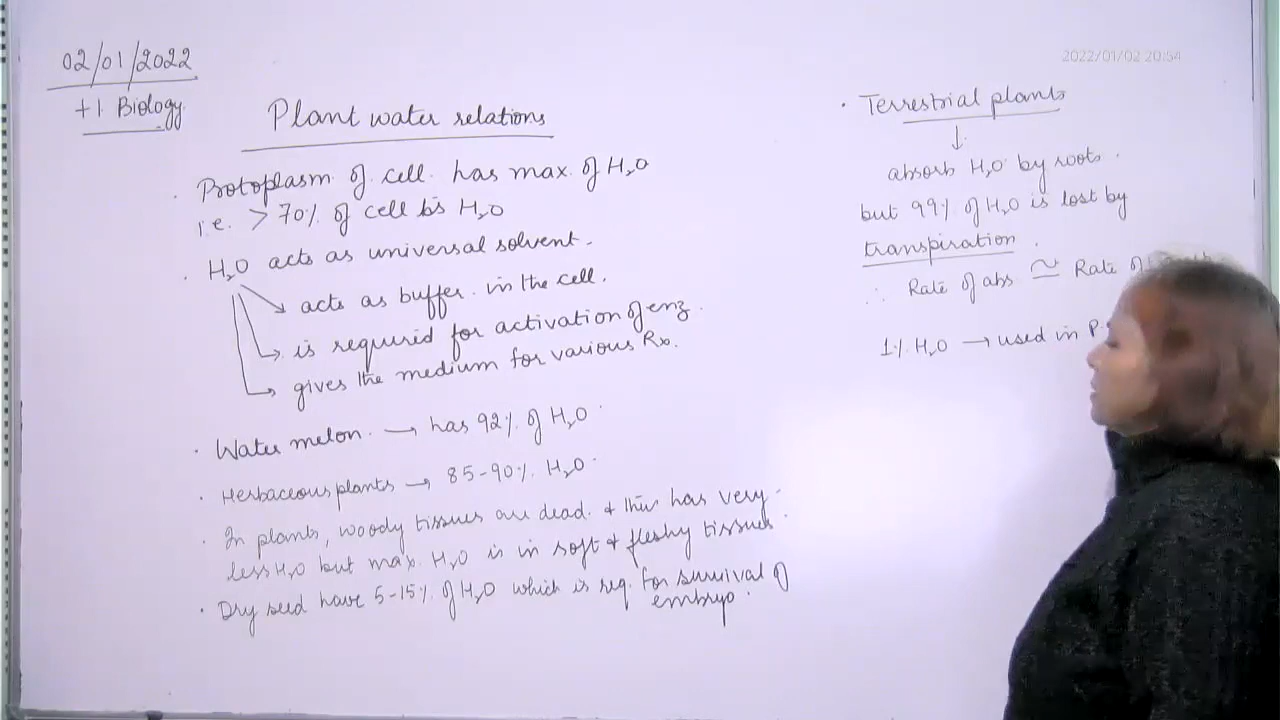 02/01/2022
+1 Biology
Plant water relations
. Protoplasm of cell has max. of H2O
i.e. > 70% of cell is H2O
. H2O acts as universal solvent.
→ acts as buffer in the cell.
→ is required for activation of enz.
→ gives the medium for various Rx.
. Water melon → has 92% of H2O.
. Herbaceous plants → 85-90% H2O.
. In plants, woody tissues are dead & this has very
less H2O but max. H2O is in soft & fleshy tissues.
. Dry seed have 5-15% of H2O which is req. for survival of
embryo.
2022/01/02 20:54
. Terrestrial plants
↓
absorb H2O by roots.
but 99% of H2O is lost by
transpiration.
∴ Rate of abs ≅ Rate of
1% H2O → used in P.